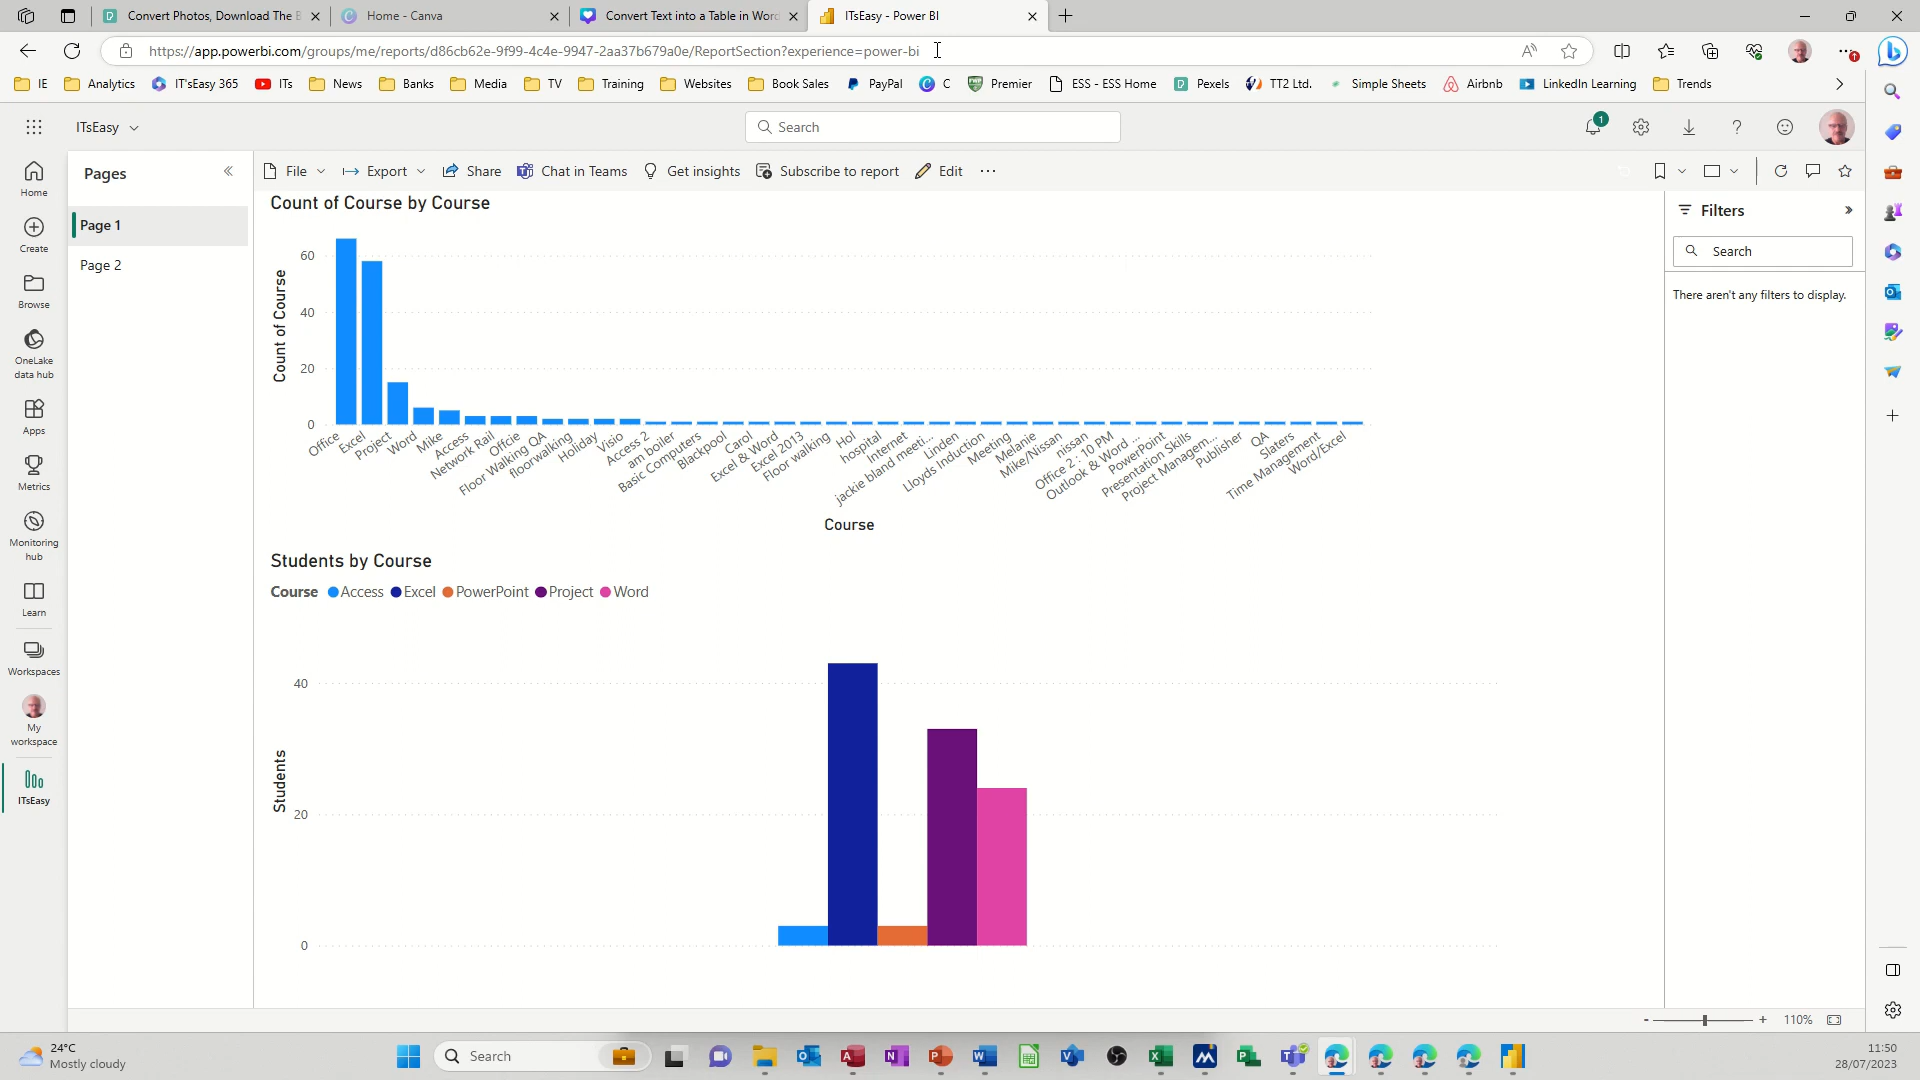 Convert Photos, Download The B
Home - Canva
Convert Text into a Table in Word
ITsEasy - Power BI
https://app.powerbi.com/groups/me/reports/d86cb62e-9f99-4c4e-9947-2aa37b679a0e/ReportSection?experience=power-bi
IE
Analytics
IT'sEasy 365
ITs
News
Banks
Media
TV
Training
Websites
Book Sales
PayPal
C
Premier
ESS - ESS Home
Pexels
TT2 Ltd.
Simple Sheets
Airbnb
LinkedIn Learning
Trends
ITsEasy
Search
1
Pages
File
Export
Share
Chat in Teams
Get insights
Subscribe to report
Edit
Home
Create
Browse
OneLake
data hub
Apps
Metrics
Monitoring
hub
Learn
Workspaces
My
workspace
ITsEasy
Page 1
Page 2
Count of Course by Course
Count of Course
60
40
20
0
Office
Excel
Project
Word
Mike
Access
Network Rail
Offcie
Floor Walking QA
floorwalking
Holiday
Visio
Access 2
am boiler
Basic Computers
Blackpool
Carol
Excel & Word
Excel 2013
Floor walking
Hol
hospital
Internet
jackie bland meeti...
Linden
Lloyds Induction
Meeting
Melanie
Mike/Nissan
nissan
Office 2 : 10 PM
Outlook & Word ...
PowerPoint
Presentation Skills
Project Managem...
Publisher
QA
Slaters
Time Management
Word/Excel
Course
Students by Course
Course Access Excel PowerPoint Project Word
Students
40
20
0
Filters
Search
There aren't any filters to display.
- + 110%
24°C
Mostly cloudy
Search
11:50
28/07/2023